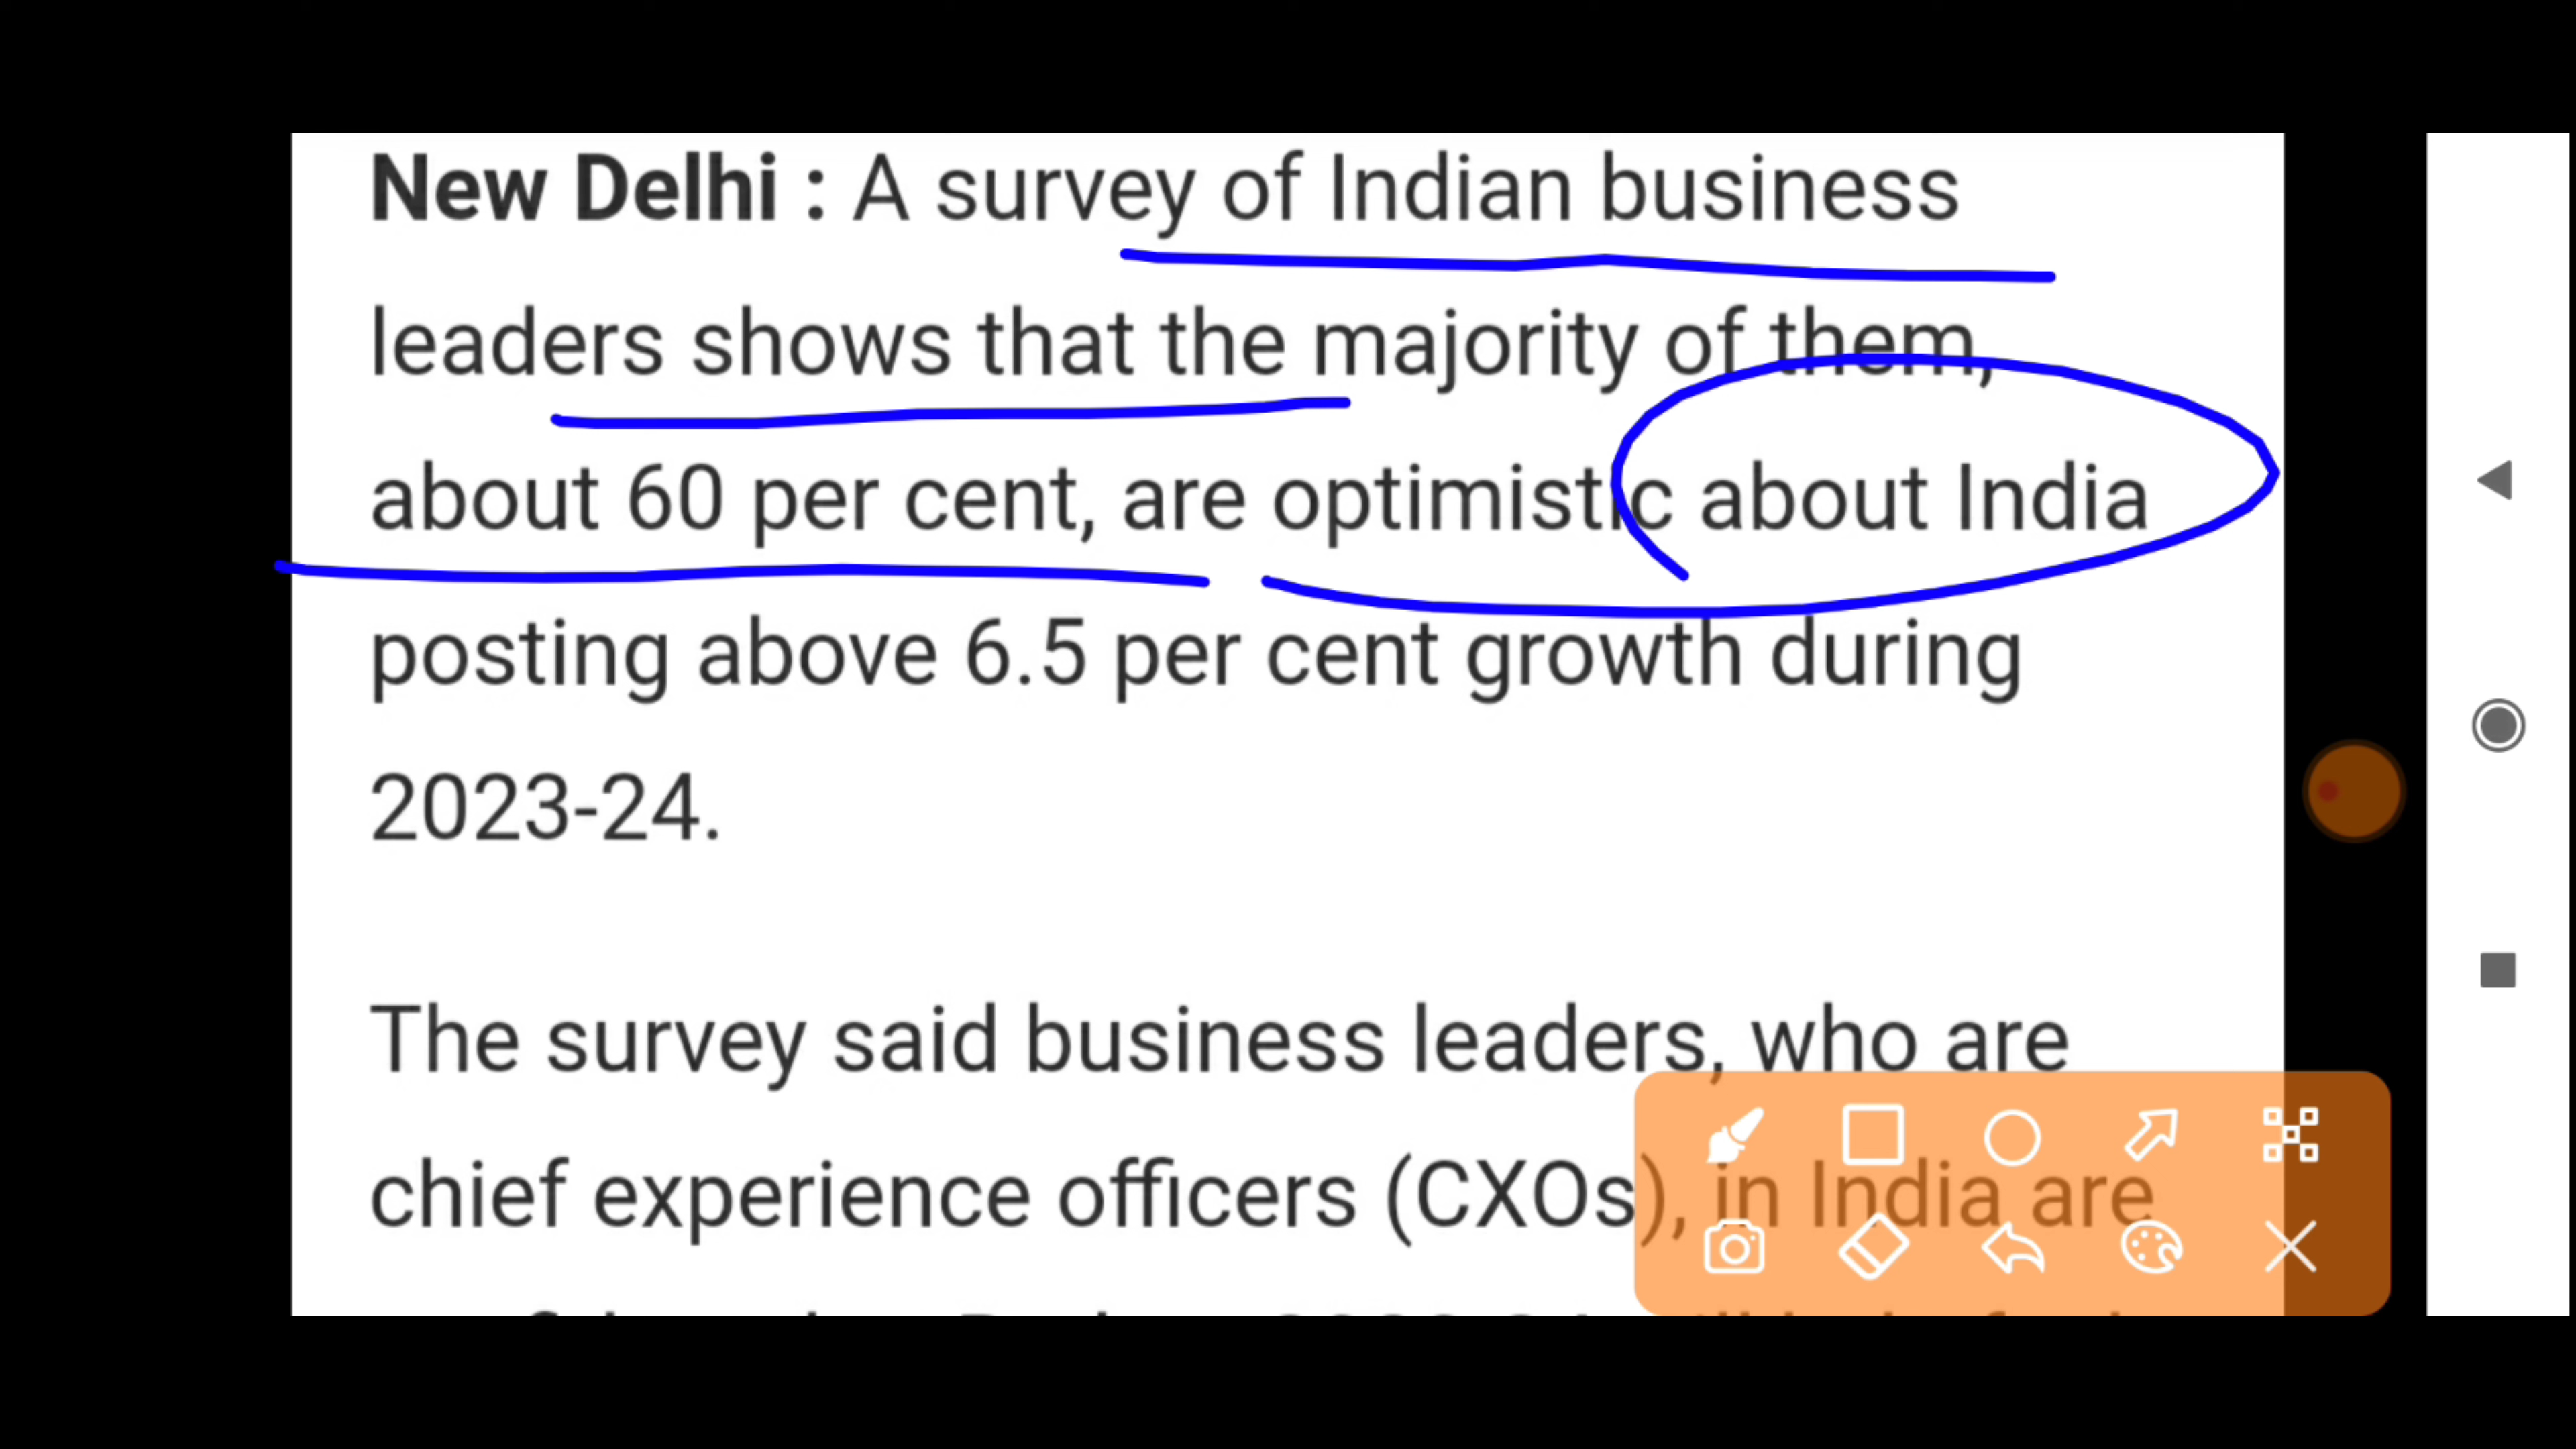 New Delhi : A survey of Indian business
leaders shows that the majority of them,
about 60 per cent, are optimistic about India
posting above 6.5 per cent growth during
2023-24.
The survey said business leaders, who are
chief experience officers (CXOs), in India are